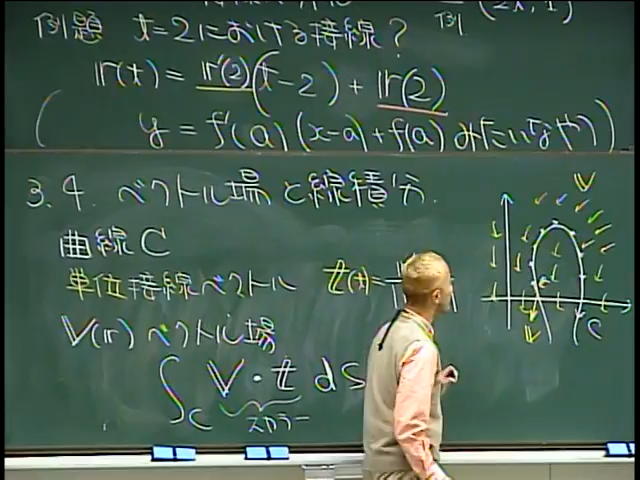 例題 t=2における接線?
r(t) = r'(2)(t-2) + r(2)
( y = f'(a)(x-a)+f(a) みたいなやつ )
3.4. ベクトル場と線積分.
曲線 C
単位接線ベクトル t(t)=
V(r) ベクトル場
∫_C V・t ds
スカラー
V
C